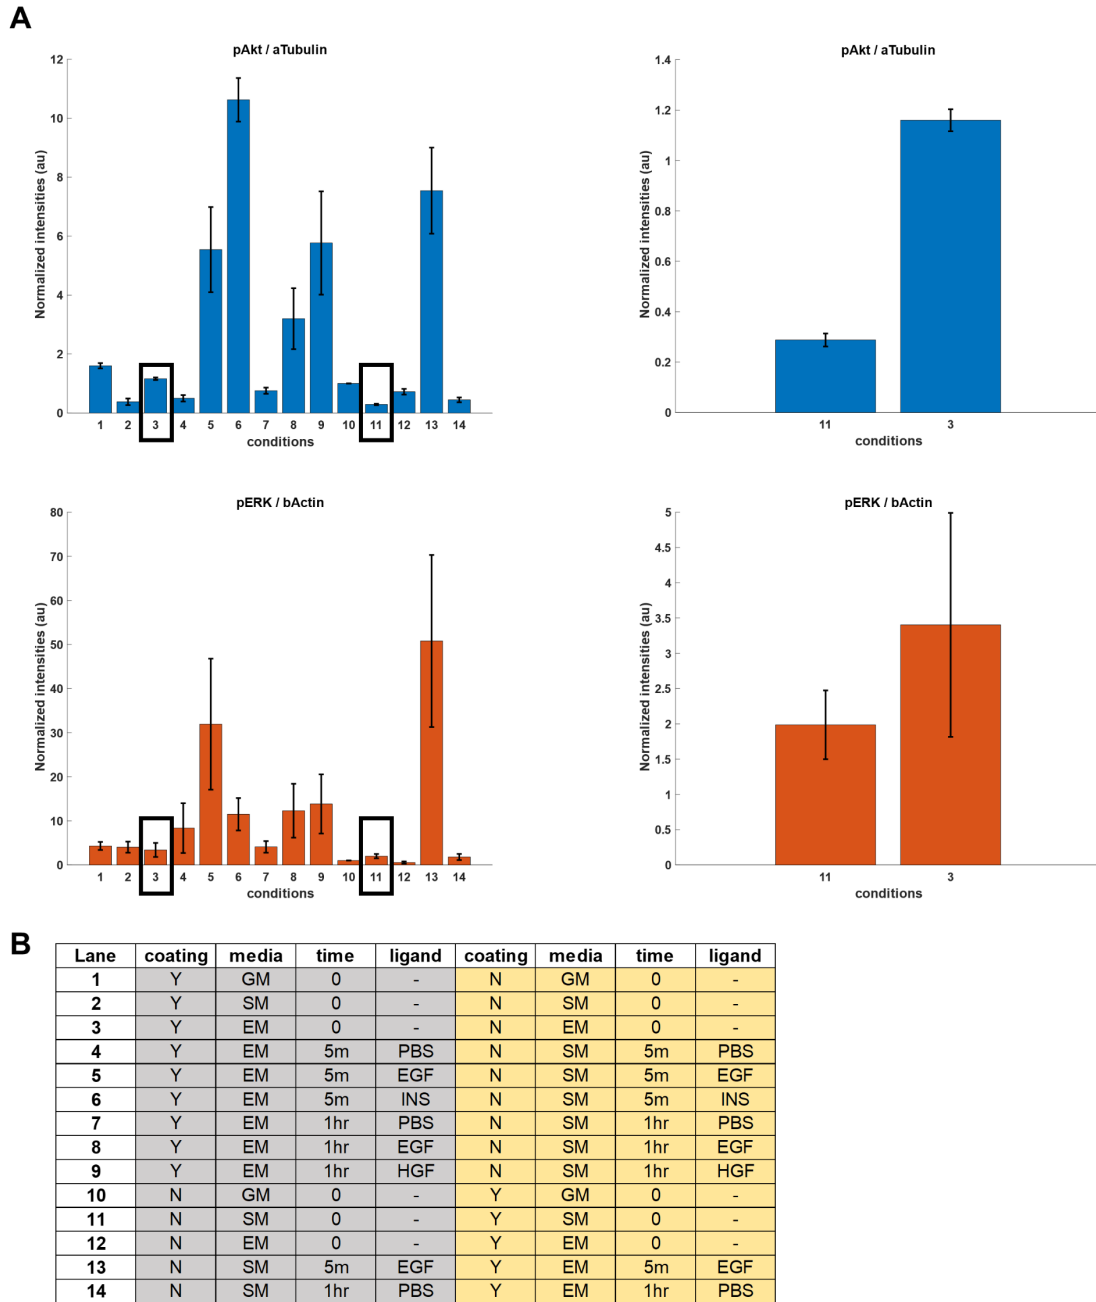 A
pAkt / aTubulin
12
10
8
6
4
2
0
Normalized intensities (au)
1 2 3 4 5 6 7 8 9 10 11 12 13 14
conditions
pAkt / aTubulin
1.4
1.2
1
0.8
0.6
0.4
0.2
0
Normalized intensities (au)
11 3
conditions
pERK / bActin
80
70
60
50
40
30
20
10
0
Normalized intensities (au)
1 2 3 4 5 6 7 8 9 10 11 12 13 14
conditions
pERK / bActin
5
4.5
4
3.5
3
2.5
2
1.5
1
0.5
0
Normalized intensities (au)
11 3
conditions
B
Lane coating media time ligand coating media time ligand
1 Y GM 0 - N GM 0 -
2 Y SM 0 - N SM 0 -
3 Y EM 0 - N EM 0 -
4 Y EM 5m PBS N SM 5m PBS
5 Y EM 5m EGF N SM 5m EGF
6 Y EM 5m INS N SM 5m INS
7 Y EM 1hr PBS N SM 1hr PBS
8 Y EM 1hr EGF N SM 1hr EGF
9 Y EM 1hr HGF N SM 1hr HGF
10 N GM 0 - Y GM 0 -
11 N SM 0 - Y SM 0 -
12 N EM 0 - Y EM 0 -
13 N SM 5m EGF Y EM 5m EGF
14 N SM 1hr PBS Y EM 1hr PBS